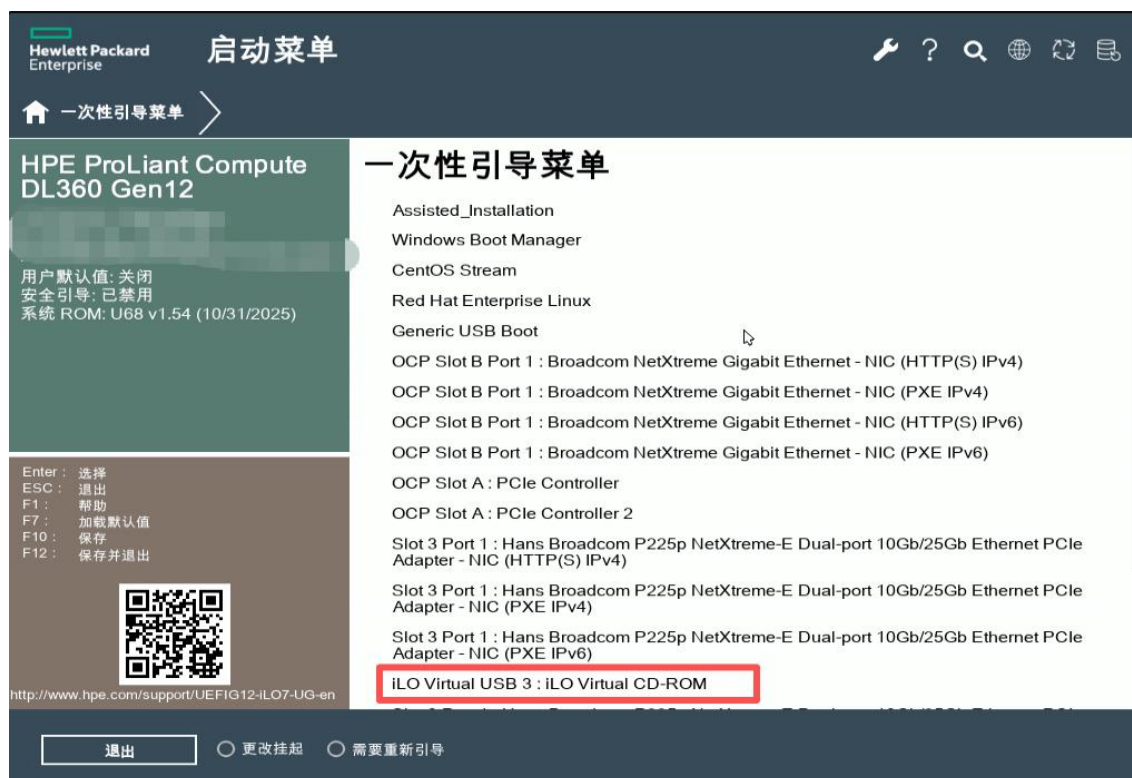 Hewlett Packard
Enterprise
启动菜单
一次性引导菜单
HPE ProLiant Compute
DL360 Gen12
用户默认值: 关闭
安全引导: 已禁用
系统 ROM: U68 v1.54 (10/31/2025)
Enter : 选择
ESC : 退出
F1 : 帮助
F7 : 加载默认值
F10 : 保存
F12 : 保存并退出
http://www.hpe.com/support/UEFIG12-iLO7-UG-en
一次性引导菜单
Assisted_Installation
Windows Boot Manager
CentOS Stream
Red Hat Enterprise Linux
Generic USB Boot
OCP Slot B Port 1 : Broadcom NetXtreme Gigabit Ethernet - NIC (HTTP(S) IPv4)
OCP Slot B Port 1 : Broadcom NetXtreme Gigabit Ethernet - NIC (PXE IPv4)
OCP Slot B Port 1 : Broadcom NetXtreme Gigabit Ethernet - NIC (HTTP(S) IPv6)
OCP Slot B Port 1 : Broadcom NetXtreme Gigabit Ethernet - NIC (PXE IPv6)
OCP Slot A : PCIe Controller
OCP Slot A : PCIe Controller 2
Slot 3 Port 1 : Hans Broadcom P225p NetXtreme-E Dual-port 10Gb/25Gb Ethernet PCIe
Adapter - NIC (HTTP(S) IPv4)
Slot 3 Port 1 : Hans Broadcom P225p NetXtreme-E Dual-port 10Gb/25Gb Ethernet PCIe
Adapter - NIC (PXE IPv4)
Slot 3 Port 1 : Hans Broadcom P225p NetXtreme-E Dual-port 10Gb/25Gb Ethernet PCIe
Adapter - NIC (PXE IPv6)
iLO Virtual USB 3 : iLO Virtual CD-ROM
退出
更改挂起
需要重新引导